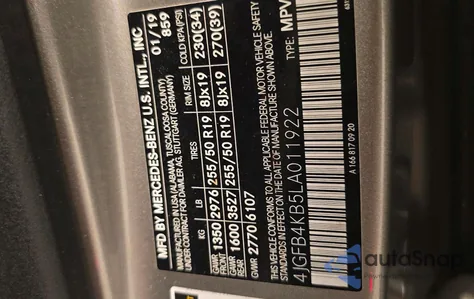 MFD BY MERCEDES-BENZ U.S. INTL., INC
MANUFACTURED IN USA (ALABAMA, TUSCALOOSA COUNTY)
UNDER CONTRACT FOR DAIMLER AG, STUTTGART (GERMANY)
01/19
859
KG LB TIRES COLD KPA(PSI)
GAWR FRONT 1350 2976 255/50 R19 8Jx19 230(34)
GAWR REAR 1600 3527 255/50 R19 8Jx19 270(39)
GVWR 2770 6107
THIS VEHICLE CONFORMS TO ALL APPLICABLE FEDERAL MOTOR VEHICLE SAFETY
STANDARDS IN EFFECT ON THE DATE OF MANUFACTURE SHOWN ABOVE.
4JGFB4KB5LA011922 MPV
A 166 817 09 20
autoSnap